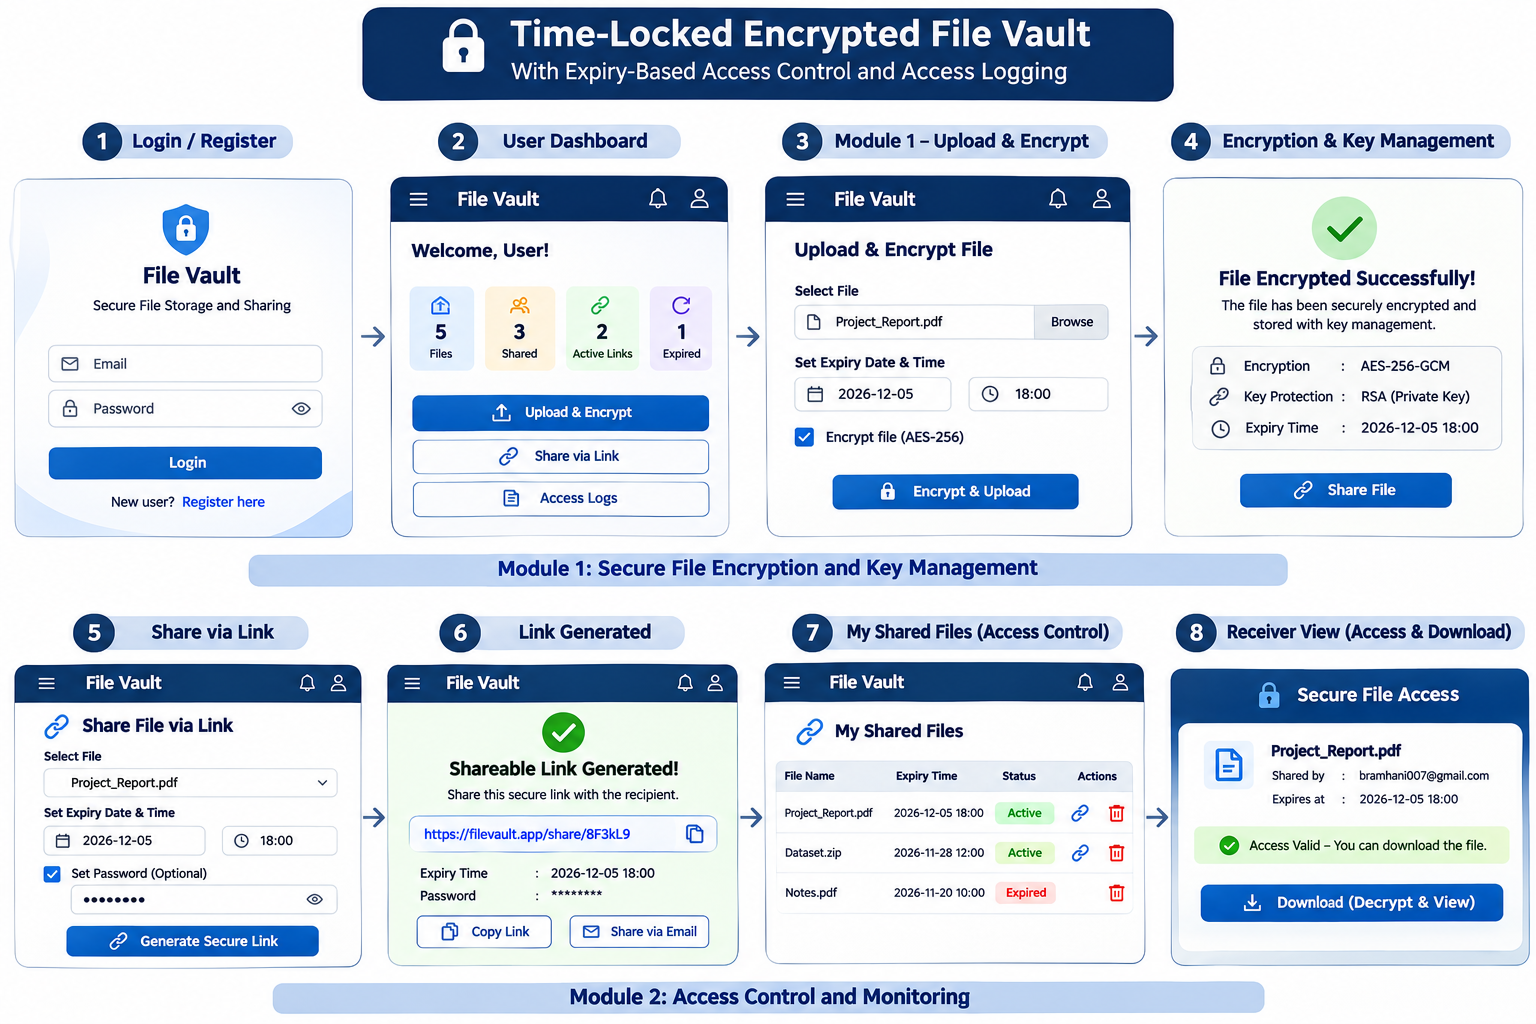 Time-Locked Encrypted File Vault
With Expiry-Based Access Control and Access Logging
1 Login / Register
File Vault
Secure File Storage and Sharing
Email
Password
Login
New user? Register here
2 User Dashboard
File Vault
Welcome, User!
5 3 2 1
Files Shared Active Links Expired
Upload & Encrypt
Share via Link
Access Logs
3 Module 1 – Upload & Encrypt
File Vault
Upload & Encrypt File
Select File
Project_Report.pdf Browse
Set Expiry Date & Time
2026-12-05 18:00
Encrypt file (AES-256)
Encrypt & Upload
4 Encryption & Key Management
File Encrypted Successfully!
The file has been securely encrypted and
stored with key management.
Encryption : AES-256-GCM
Key Protection : RSA (Private Key)
Expiry Time : 2026-12-05 18:00
Share File
Module 1: Secure File Encryption and Key Management
5 Share via Link
File Vault
Share File via Link
Select File
Project_Report.pdf
Set Expiry Date & Time
2026-12-05 18:00
Set Password (Optional)
••••••••
Generate Secure Link
6 Link Generated
File Vault
Shareable Link Generated!
Share this secure link with the recipient.
https://filevault.app/share/8F3kL9
Expiry Time : 2026-12-05 18:00
Password : ********
Copy Link Share via Email
7 My Shared Files (Access Control)
File Vault
My Shared Files
File Name Expiry Time Status Actions
Project_Report.pdf 2026-12-05 18:00 Active
Dataset.zip 2026-11-28 12:00 Active
Notes.pdf 2026-11-20 10:00 Expired
8 Receiver View (Access & Download)
Secure File Access
Project_Report.pdf
Shared by : bramhani007@gmail.com
Expires at : 2026-12-05 18:00
Access Valid – You can download the file.
Download (Decrypt & View)
Module 2: Access Control and Monitoring